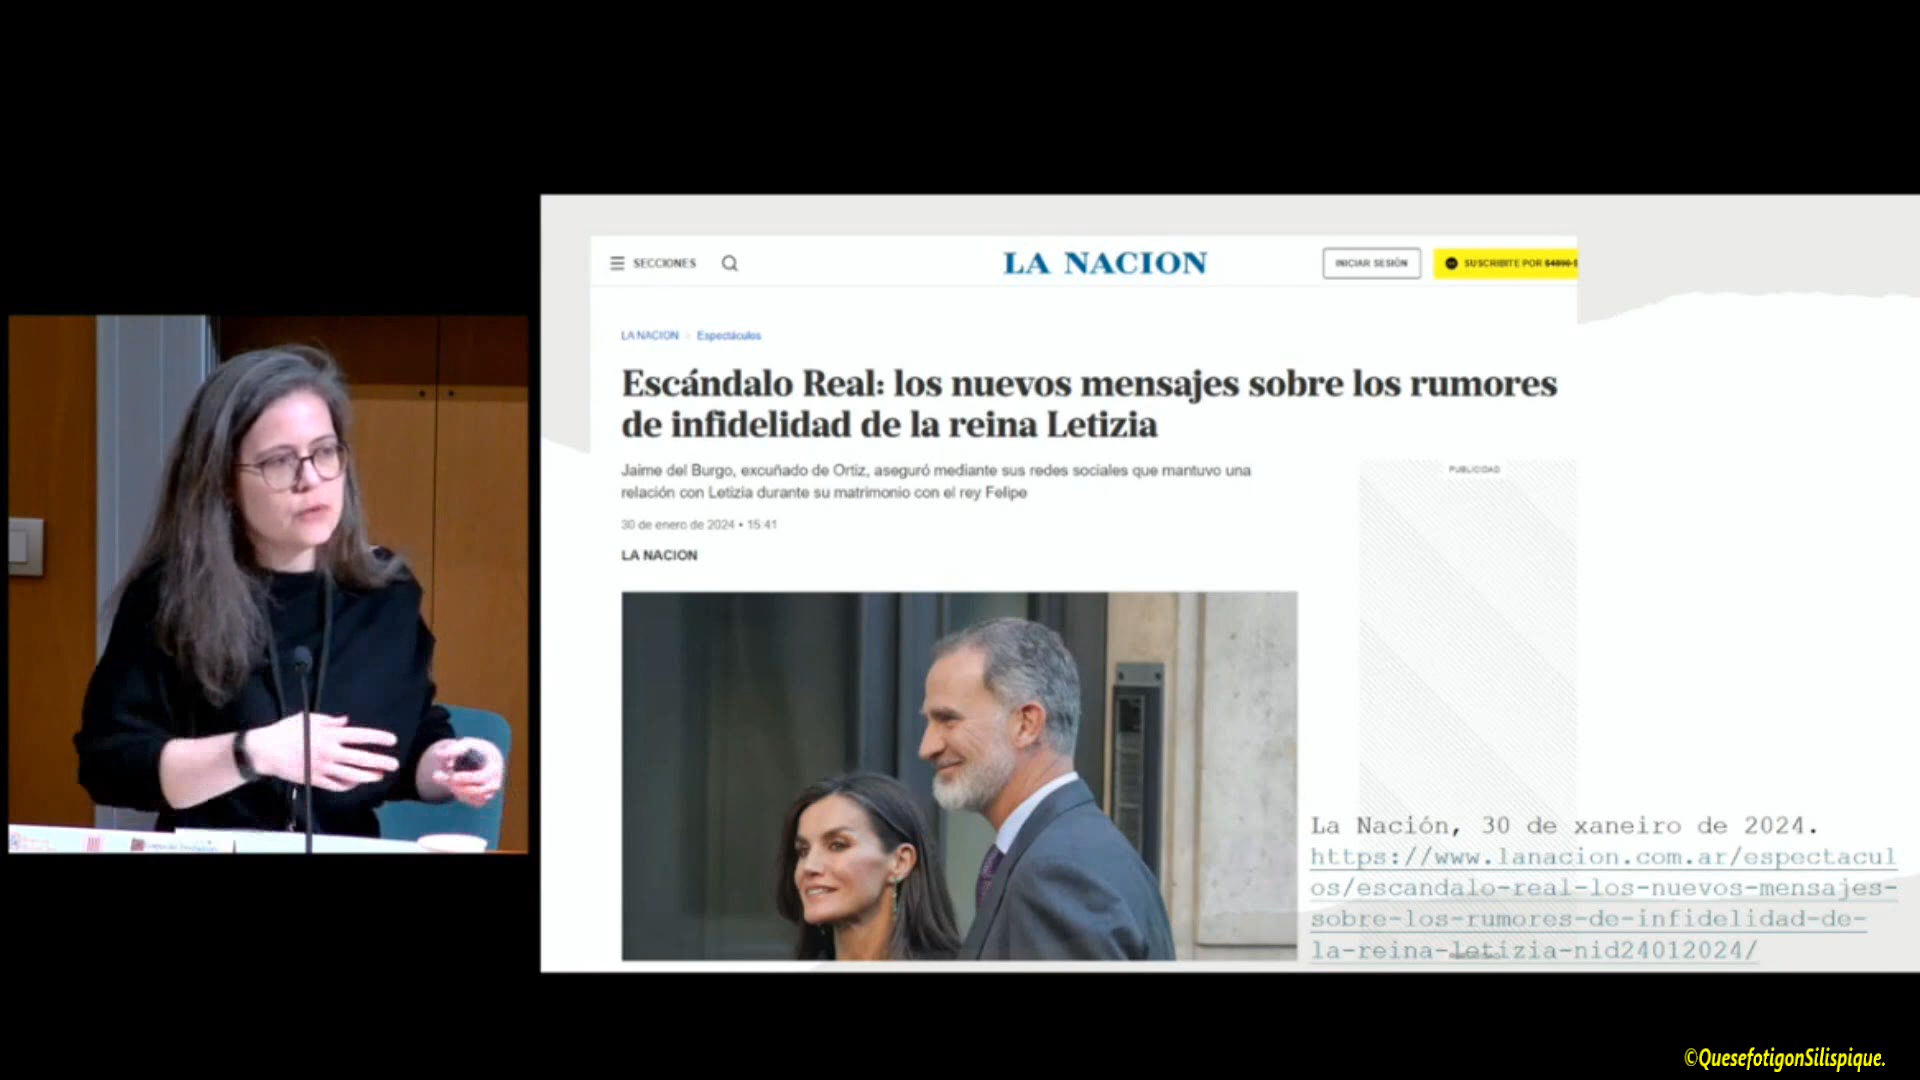 SECCIONES
LA NACION
INICIAR SESIÓN
SUSCRIBITE POR
LA NACION Espectáculos
Escándalo Real: los nuevos mensajes sobre los rumores
de infidelidad de la reina Letizia
Jaime del Burgo, excuñado de Ortiz, aseguró mediante sus redes sociales que mantuvo una
relación con Letizia durante su matrimonio con el rey Felipe
30 de enero de 2024 • 15:41
LA NACION
PUBLICIDAD
La Nación, 30 de xaneiro de 2024.
https://www.lanacion.com.ar/espectacul
os/escandalo-real-los-nuevos-mensajes-
sobre-los-rumores-de-infidelidad-de-
la-reina-letizia-nid24012024/
©QuesefotigonSilispique.